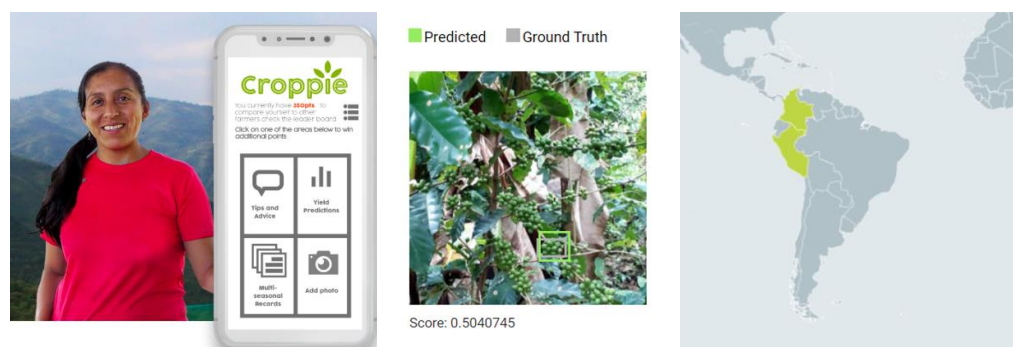 Croppie
You currently have 350pts to
compare yourself to other
farmers check the leader board
Click on one of the areas below to win
additional points
Tips and
Advice
Yield
Predictions
Multi-
seasonal
Records
Add photo
Predicted
Ground Truth
Score: 0.5040745